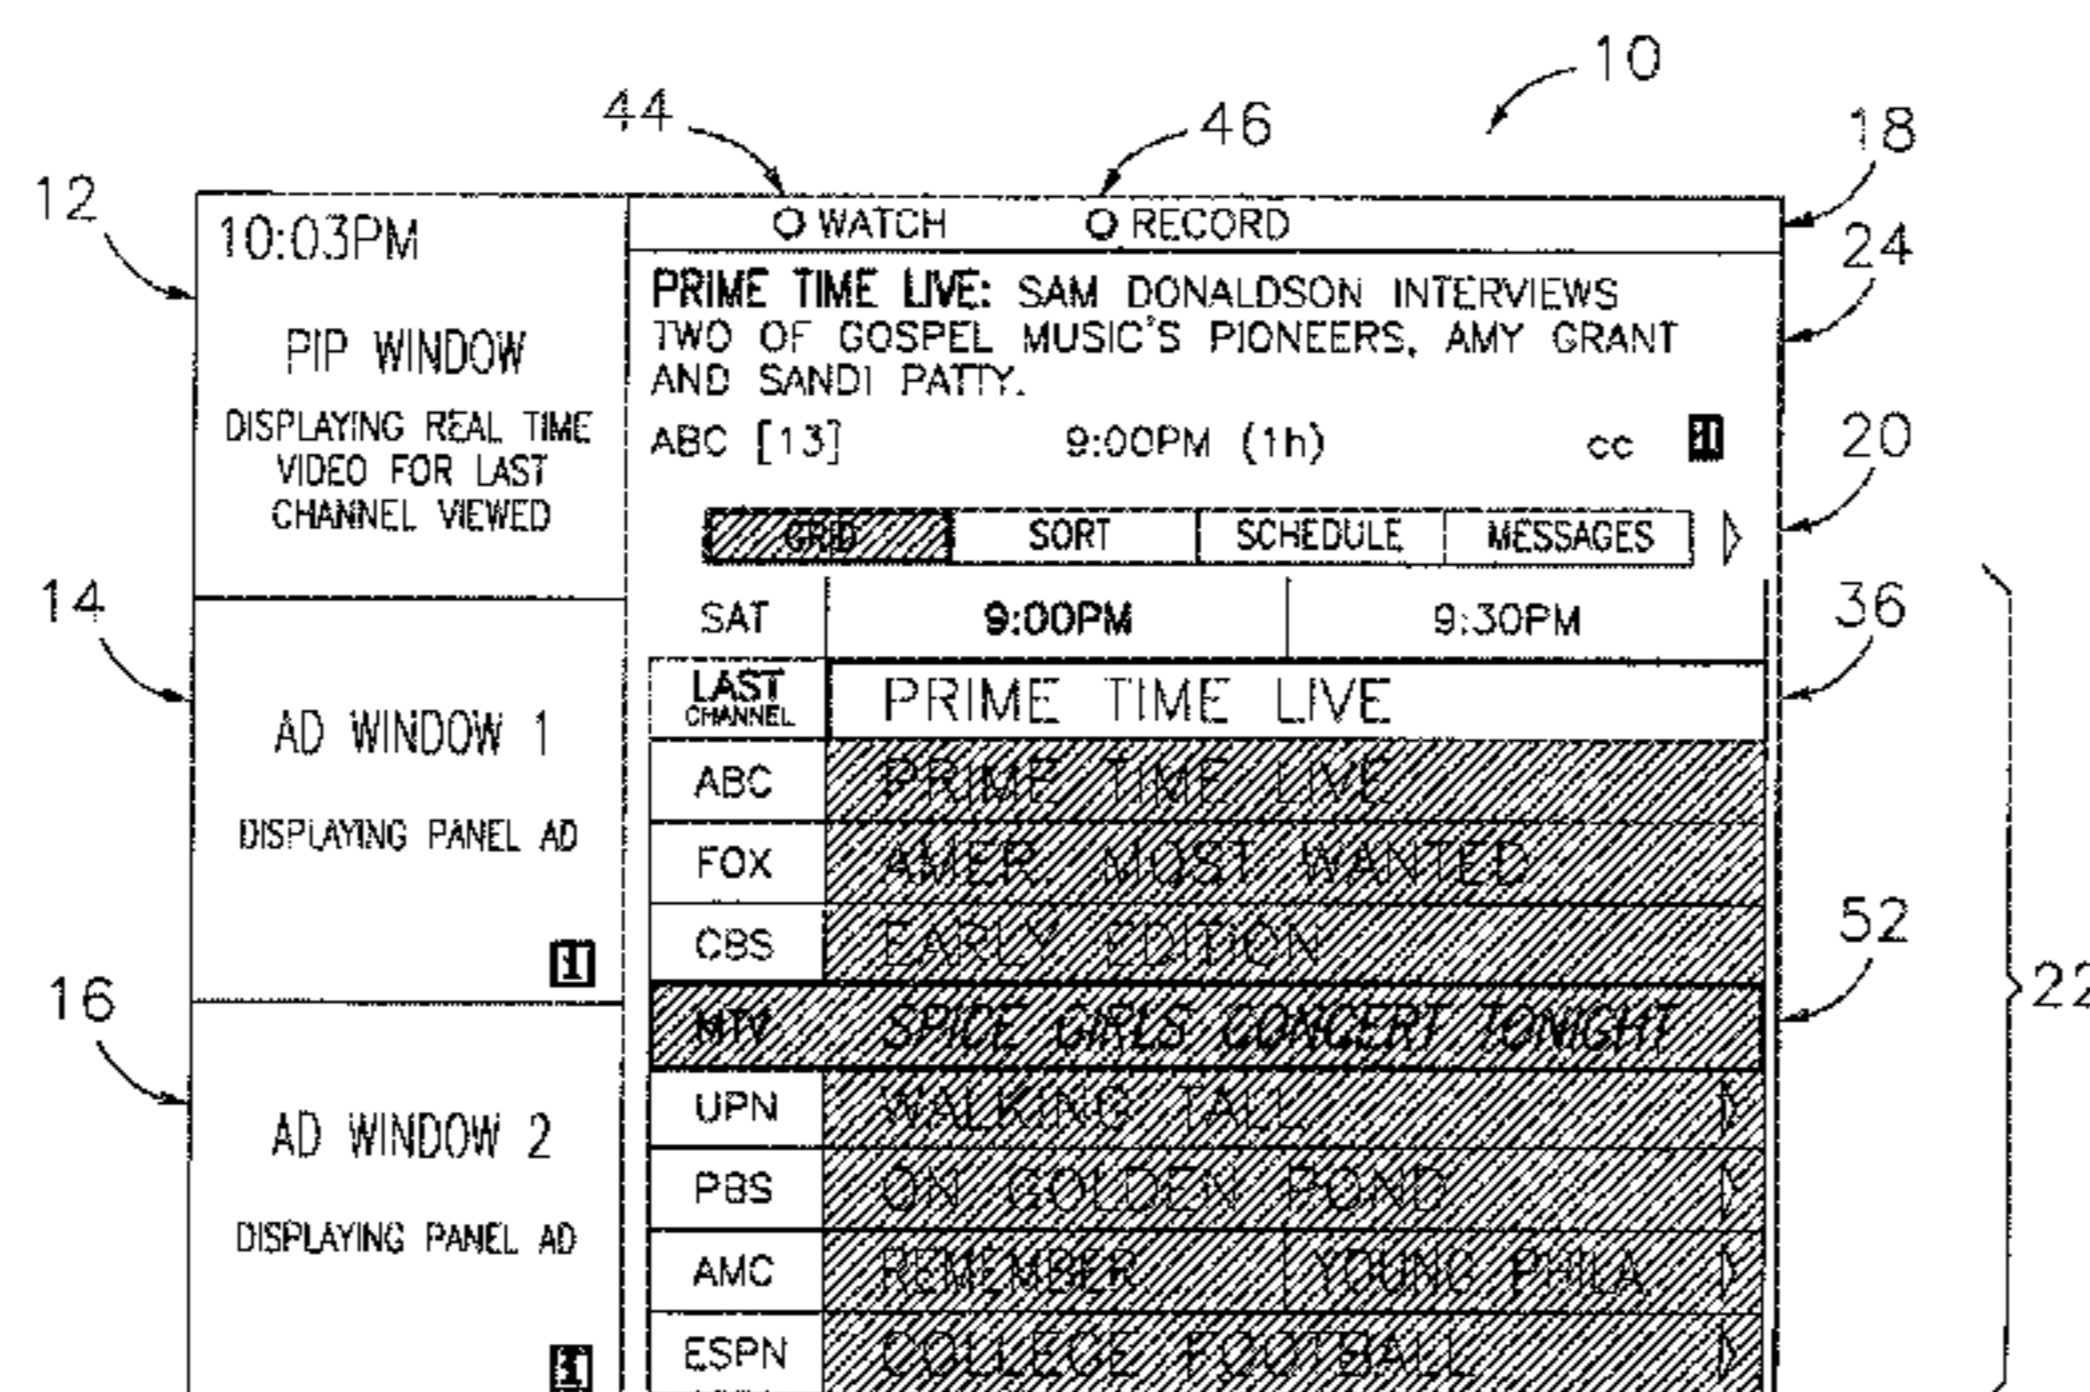 10
44
46
18
12
10:03PM
WATCH
RECORD
24
PRIME TIME LIVE: SAM DONALDSON INTERVIEWS
TWO OF GOSPEL MUSIC'S PIONEERS, AMY GRANT
AND SANDI PATTY.
PIP WINDOW
DISPLAYING REAL TIME
VIDEO FOR LAST
CHANNEL VIEWED
ABC [13]
9:00PM (1h)
cc
20
GRID
SORT
SCHEDULE
MESSAGES
14
SAT
9:00PM
9:30PM
36
LAST
CHANNEL
PRIME TIME LIVE
AD WINDOW 1
DISPLAYING PANEL AD
ABC
PRIME TIME LIVE
FOX
AMER. MOST WANTED
CBS
EARLY EDITION
52
22
16
MTV
SPICE GIRLS CONCERT TONIGHT
AD WINDOW 2
DISPLAYING PANEL AD
UPN
WALKING TALL
PBS
ON GOLDEN POND
AMC
REMEMBER
YOUNG PHILA.
ESPN
COLLEGE FOOTBALL